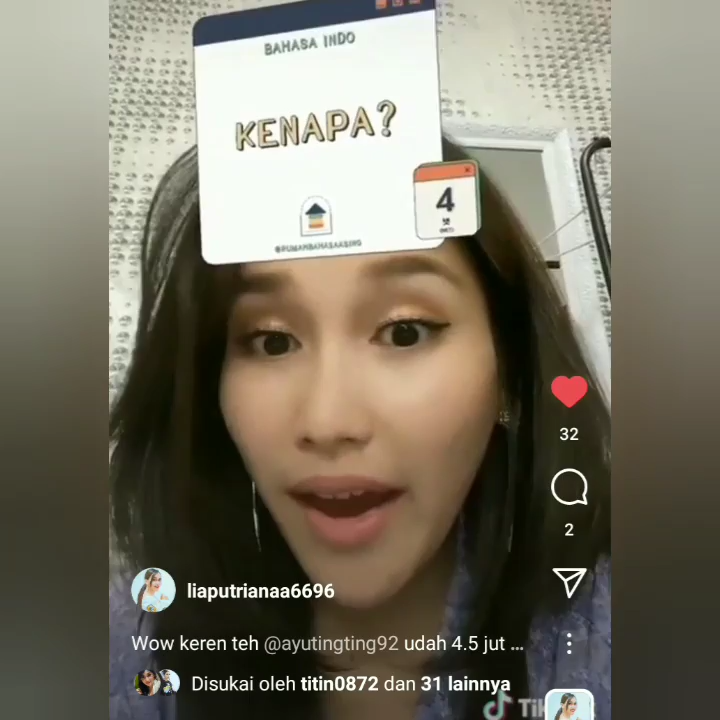 BAHASA INDO
KENAPA?
4
@RUMAHBAHASAASING
32
2
liaputrianaa6696
Wow keren teh @ayutingting92 udah 4.5 jut ...
Disukai oleh titin0872 dan 31 lainnya